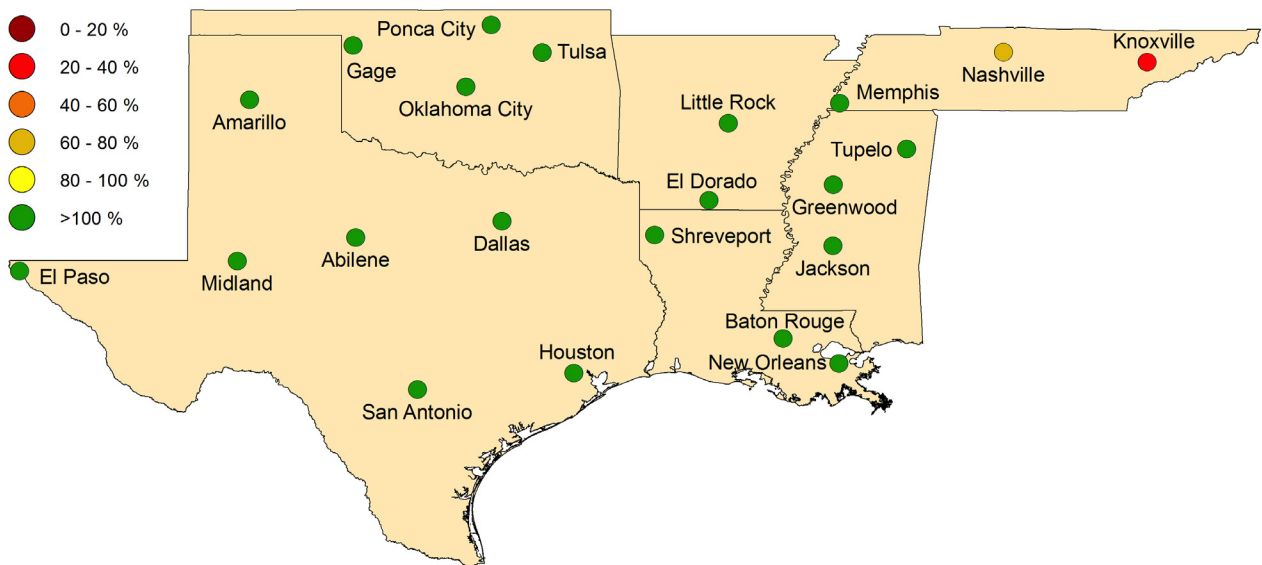 0 - 20 %
20 - 40 %
40 - 60 %
60 - 80 %
80 - 100 %
>100 %
Ponca City
Tulsa
Gage
Oklahoma City
Amarillo
Little Rock
Memphis
Nashville
Knoxville
Tupelo
El Dorado
Greenwood
Shreveport
Jackson
Dallas
Abilene
Midland
El Paso
Baton Rouge
New Orleans
Houston
San Antonio